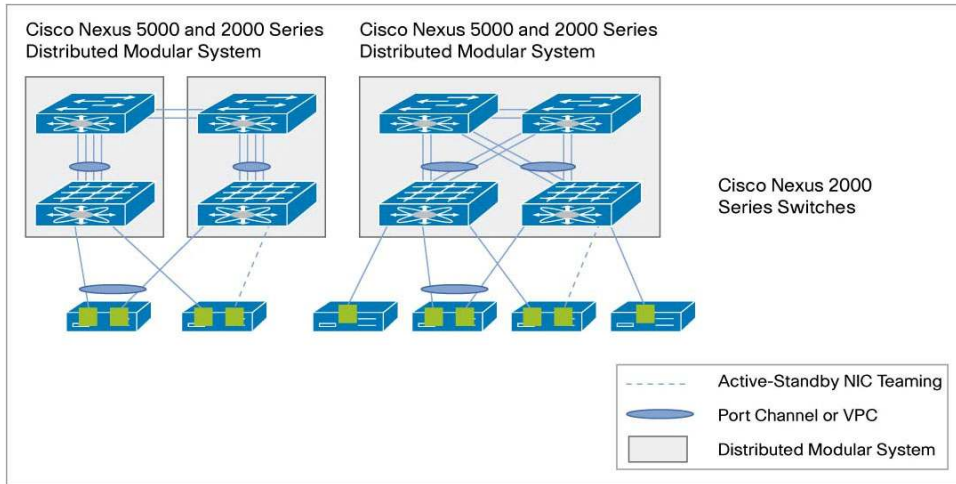 Cisco Nexus 5000 and 2000 Series
Distributed Modular System
Cisco Nexus 5000 and 2000 Series
Distributed Modular System
Cisco Nexus 2000
Series Switches
Active-Standby NIC Teaming
Port Channel or VPC
Distributed Modular System